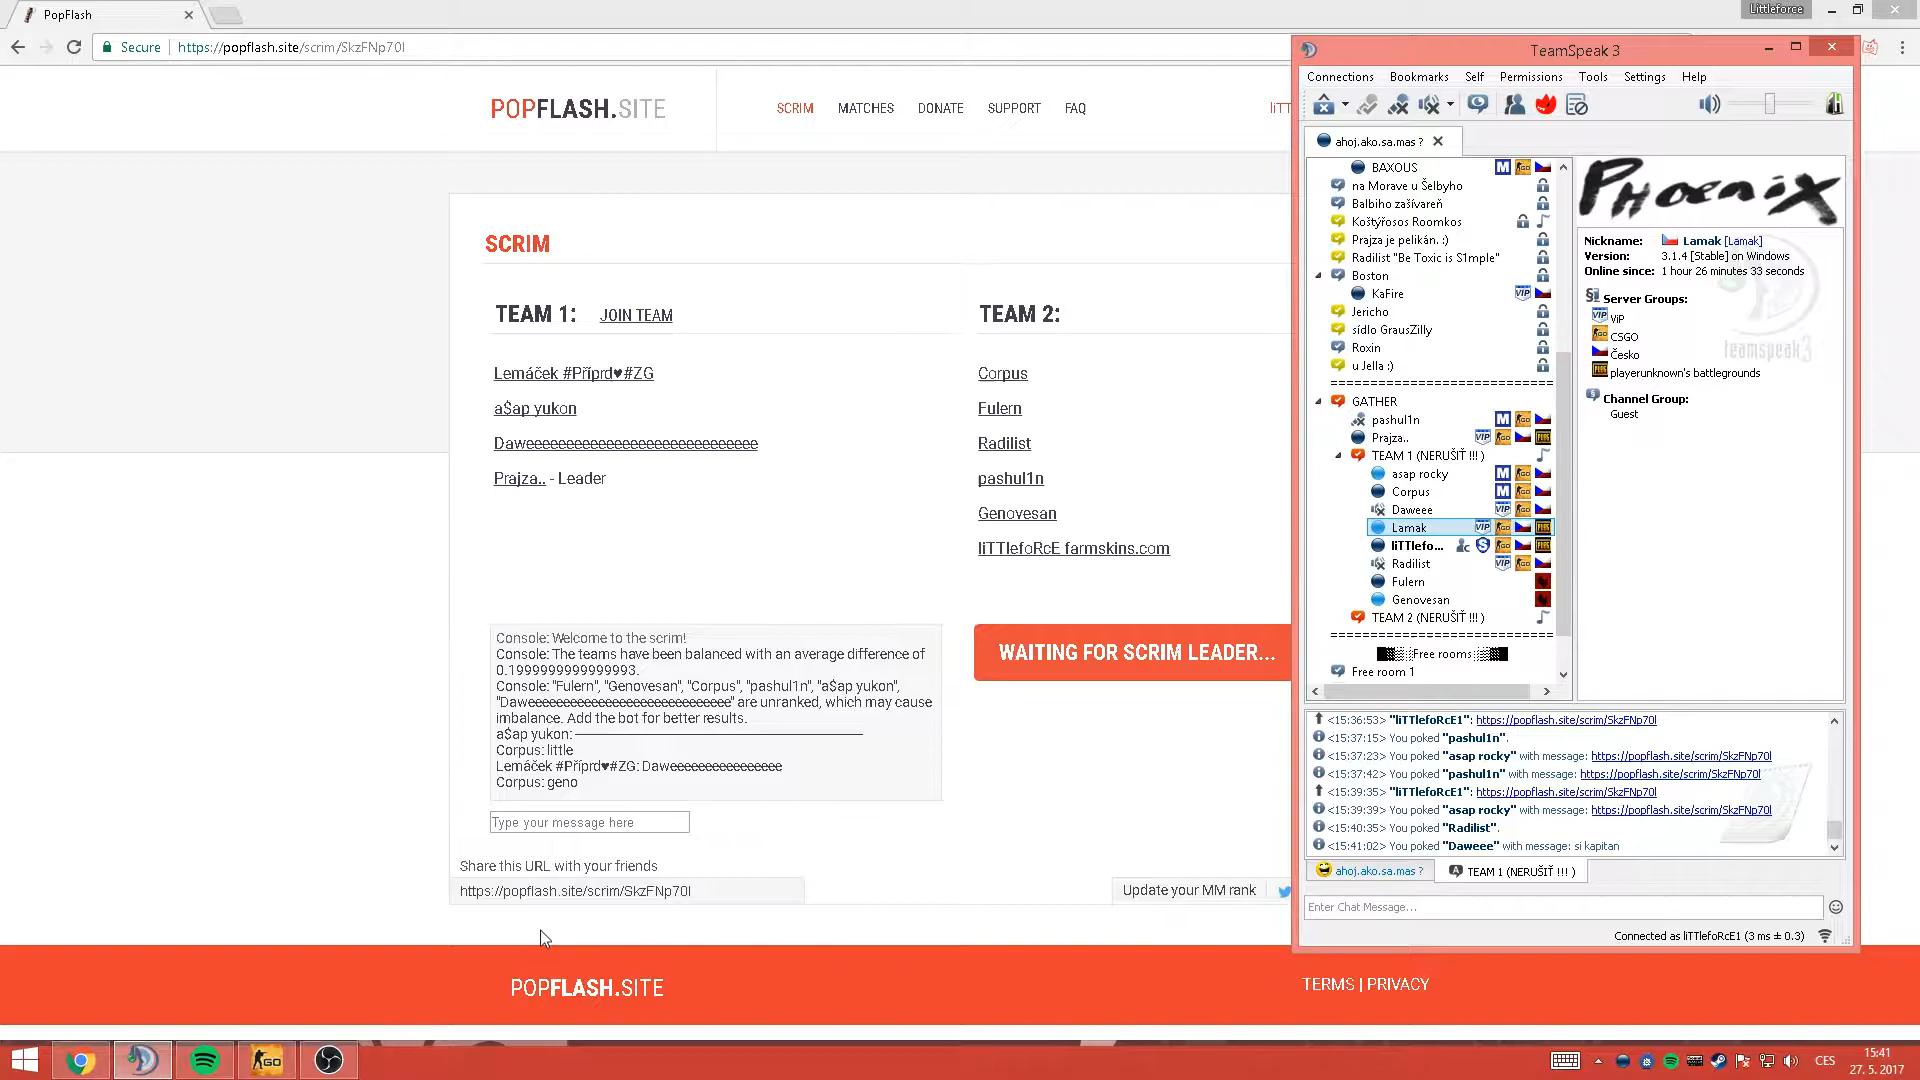 PopFlash
Littleforce
Secure
https://popflash.site/scrim/SkzFNp70l
POPFLASH.SITE
SCRIM
MATCHES
DONATE
SUPPORT
FAQ
liTT
SCRIM
TEAM 1:
JOIN TEAM
Lemáček #Příprd♥#ZG
a$ap yukon
Daweeeeeeeeeeeeeeeeeeeeeeeeeeeeee
Prajza.. - Leader
TEAM 2:
Corpus
Fulern
Radilist
pashul1n
Genovesan
liTTlefoRcE farmskins.com
Console: Welcome to the scrim!
Console: The teams have been balanced with an average difference of
0.1999999999999993.
Console: "Fulern", "Genovesan", "Corpus", "pashul1n", "a$ap yukon",
"Daweeeeeeeeeeeeeeeeeeeeeeeeeeeeee" are unranked, which may cause
imbalance. Add the bot for better results.
a$ap yukon: ————————————————
Corpus: little
Lemáček #Příprd♥#ZG: Daweeeeeeeeeeeeeeee
Corpus: geno
Type your message here
WAITING FOR SCRIM LEADER...
Share this URL with your friends
https://popflash.site/scrim/SkzFNp70l
Update your MM rank
POPFLASH.SITE
TERMS | PRIVACY
TeamSpeak 3
Connections
Bookmarks
Self
Permissions
Tools
Settings
Help
ahoj.ako.sa.mas ?
BAXOUS
na Morave u Šelbyho
Balbiho zašívareň
Koštýřosos Roomkos
Prajza je pelikán. :)
Radilist "Be Toxic is S1mple"
Boston
KaFire
Jericho
sídlo GrausZilly
Roxin
u Jella :)
================================
GATHER
pashul1n
Prajza..
TEAM 1 (NERUŠIŤ !!! )
asap rocky
Corpus
Daweee
Lamak
liTTlefo...
Radilist
Fulern
Genovesan
TEAM 2 (NERUŠIŤ !!! )
================================
Free rooms
Free room 1
PHOENIX
Nickname: Lamak [Lamak]
Version: 3.1.4 [Stable] on Windows
Online since: 1 hour 26 minutes 33 seconds
Server Groups:
ViP
CSGO
Česko
playerunknown's battlegrounds
Channel Group:
Guest
teamspeak3
<15:36:53> "liTTlefoRcE1": https://popflash.site/scrim/SkzFNp70l
<15:37:15> You poked "pashul1n".
<15:37:23> You poked "asap rocky" with message: https://popflash.site/scrim/SkzFNp70l
<15:37:42> You poked "pashul1n" with message: https://popflash.site/scrim/SkzFNp70l
<15:39:35> "liTTlefoRcE1": https://popflash.site/scrim/SkzFNp70l
<15:39:39> You poked "asap rocky" with message: https://popflash.site/scrim/SkzFNp70l
<15:40:35> You poked "Radilist".
<15:41:02> You poked "Daweee" with message: si kapitan
ahoj.ako.sa.mas ?
TEAM 1 (NERUŠIŤ !!! )
Enter Chat Message...
Connected as liTTlefoRcE1 (3 ms ± 0.3)
CES
15:41
27. 5. 2017